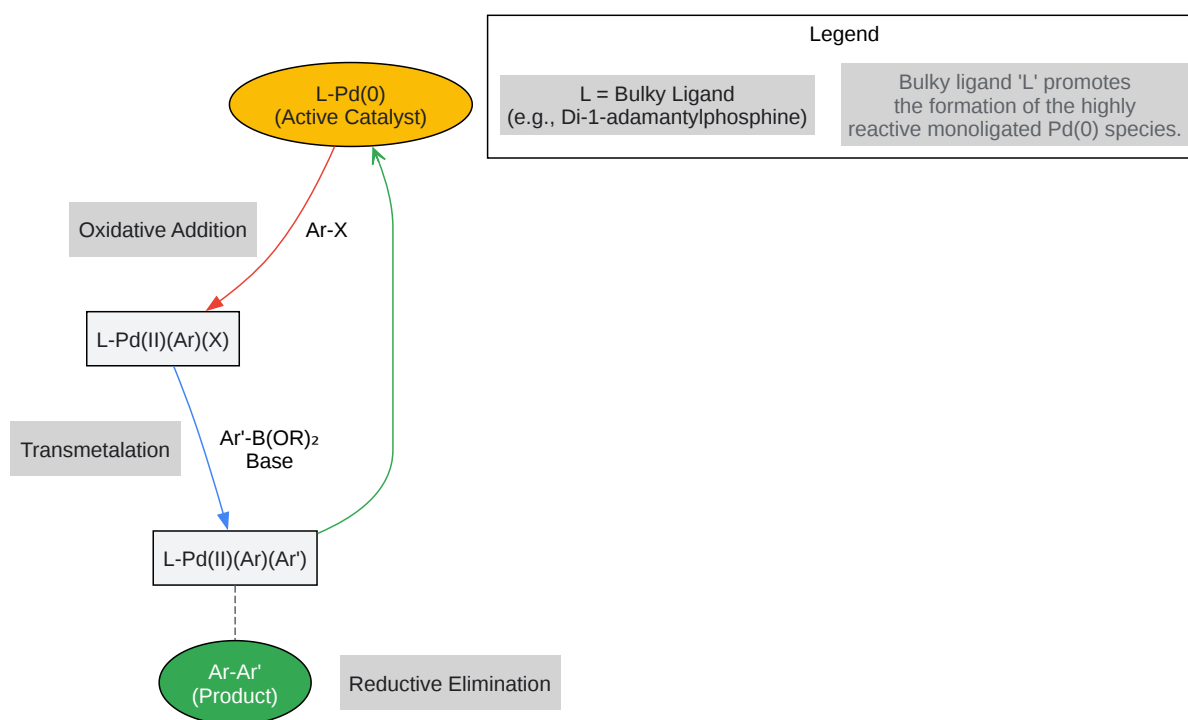 Legend
L-Pd(0)
(Active Catalyst)
L = Bulky Ligand
(e.g., Di-1-adamantylphosphine)
Bulky ligand 'L' promotes
the formation of the highly
reactive monoligated Pd(0) species.
Oxidative Addition
Ar-X
L-Pd(II)(Ar)(X)
Transmetalation
Ar'-B(OR)₂
Base
L-Pd(II)(Ar)(Ar')
Ar-Ar'
(Product)
Reductive Elimination